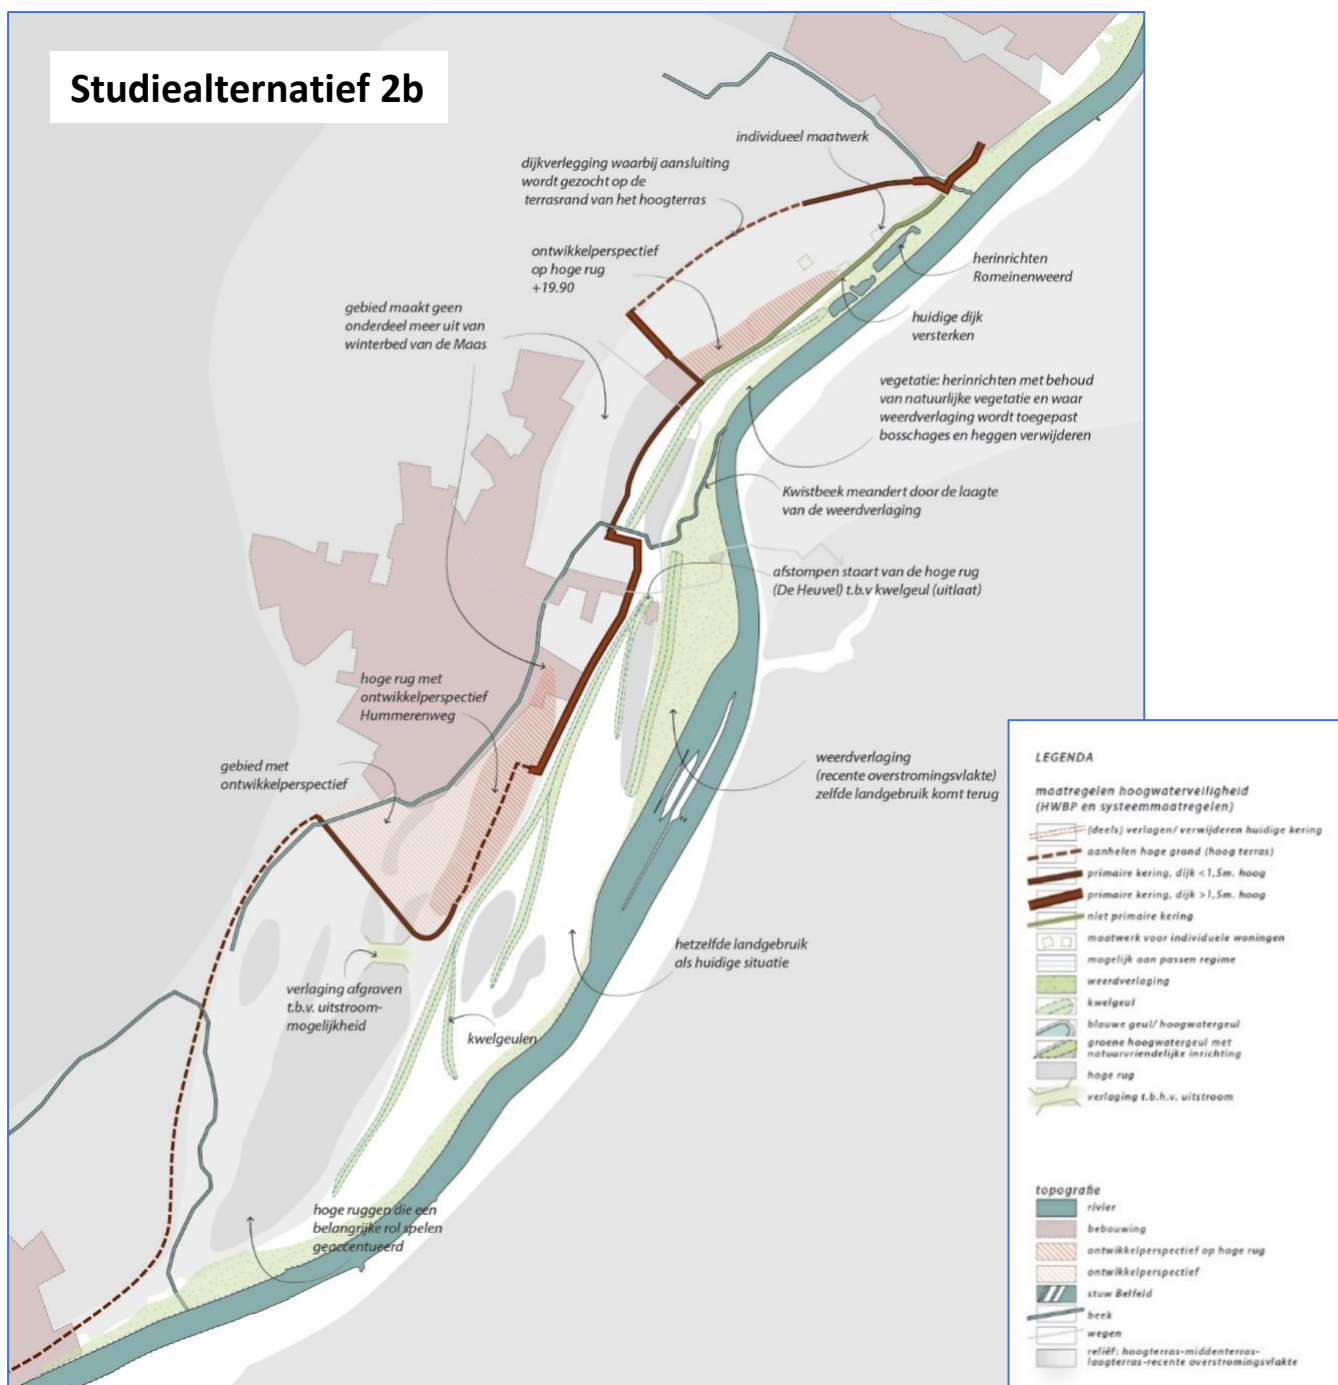 Studiealternatief 2b
individueel maatwerk
dijkverlegging waarbij aansluiting
wordt gezocht op de
terrasrand van het hoogterras
ontwikkelperspectief
op hoge rug
+19.90
herinrichten
Romeinenweerd
gebied maakt geen
onderdeel meer uit van
winterbed van de Maas
huidige dijk
versterken
vegetatie: herinrichten met behoud
van natuurlijke vegetatie en waar
weerdverlaging wordt toegepast
bosschages en heggen verwijderen
Kwistbeek meandert door de laagte
van de weerdverlaging
afstompen staart van de hoge rug
(De Heuvel) t.b.v kwelgeul (uitlaat)
hoge rug met
ontwikkelperspectief
Hummerenweg
gebied met
ontwikkelperspectief
weerdverlaging
(recente overstromingsvlakte)
zelfde landgebruik komt terug
hetzelfde landgebruik
als huidige situatie
verlaging afgraven
t.b.v. uitstroom-
mogelijkheid
kwelgeulen
hoge ruggen die een
belangrijke rol spelen
geaccentueerd
LEGENDA
maatregelen hoogwaterveiligheid
(HWBP en systeemmaatregelen)
(deels) verlagen/ verwijderen huidige kering
aanhelen hoge grond (hoog terras)
primaire kering, dijk <1,5m. hoog
primaire kering, dijk >1,5m. hoog
niet primaire kering
maatwerk voor individuele woningen
mogelijk aan passen regime
weerdverlaging
kwelgeul
blauwe geul/ hoogwatergeul
groene hoogwatergeul met
natuurvriendelijke inrichting
hoge rug
verlaging t.b.h.v. uitstroom
topografie
rivier
bebouwing
ontwikkelperspectief op hoge rug
ontwikkelperspectief
stuw Belfeld
beek
wegen
reliëf: hoogterras-middenterras-
laagterras-recente overstromingsvlakte